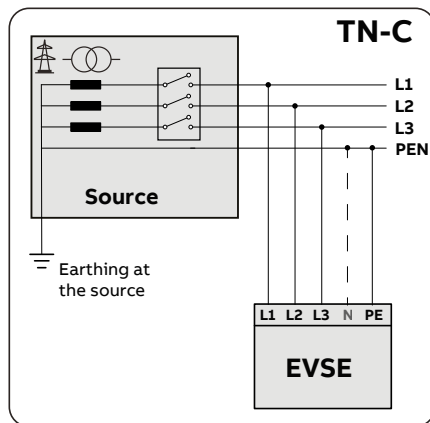 TN-C
L1
L2
L3
PEN
Source
Earthing at
the source
L1 L2 L3 N PE
EVSE